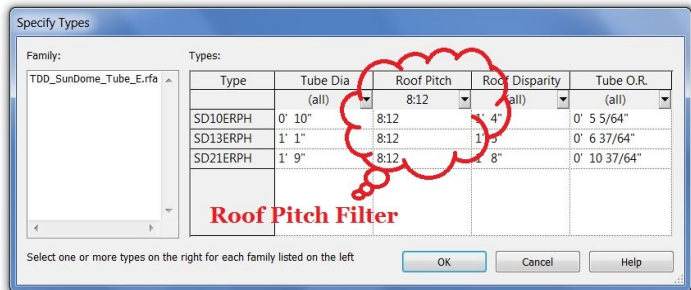 Specify Types
Family:
Types:
TDD_SunDome_Tube_E.rfa
Type Tube Dia Roof Pitch Roof Disparity Tube O.R.
(all) 8:12 (all) (all)
SD10ERPH 0' 10" 8:12 1' 4" 0' 5 5/64"
SD13ERPH 1' 1" 8:12 1' 5" 0' 6 37/64"
SD21ERPH 1' 9" 8:12 1' 8" 0' 10 37/64"
Roof Pitch Filter
Select one or more types on the right for each family listed on the left
OK Cancel Help